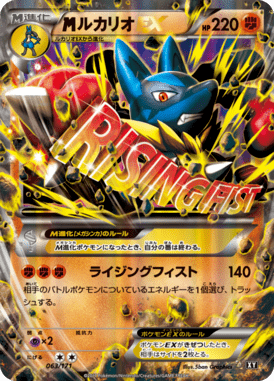 M進化
MルカリオEX HP220
ルカリオEXから進化
RISING FIST
M進化(メガシンカ)のルール
M進化ポケモンになったとき、自分の番は終わる。
ライジングフィスト 140
相手のバトルポケモンについているエネルギーを1個選び、トラッシュする。
×2
ポケモンEXのルール
ポケモンEXがきぜつしたとき、相手はサイドを2枚とる。
063/171
Illus. 5ban Graphics
XY